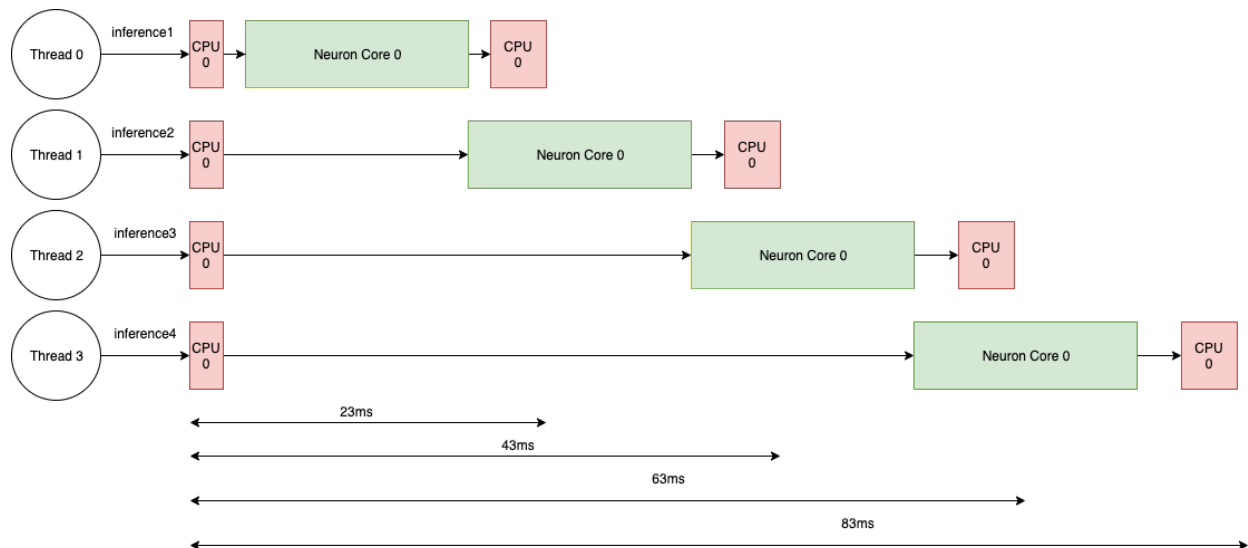 inference1
Thread 0
CPU
0
Neuron Core 0
CPU
0
inference2
Thread 1
CPU
0
Neuron Core 0
CPU
0
inference3
Thread 2
CPU
0
Neuron Core 0
CPU
0
inference4
Thread 3
CPU
0
Neuron Core 0
CPU
0
23ms
43ms
63ms
83ms